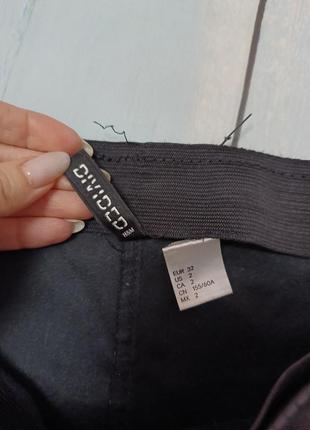 DIVIDED
H&M
EUR 32
US 2
CA 2
CN 155/60A
MX 2